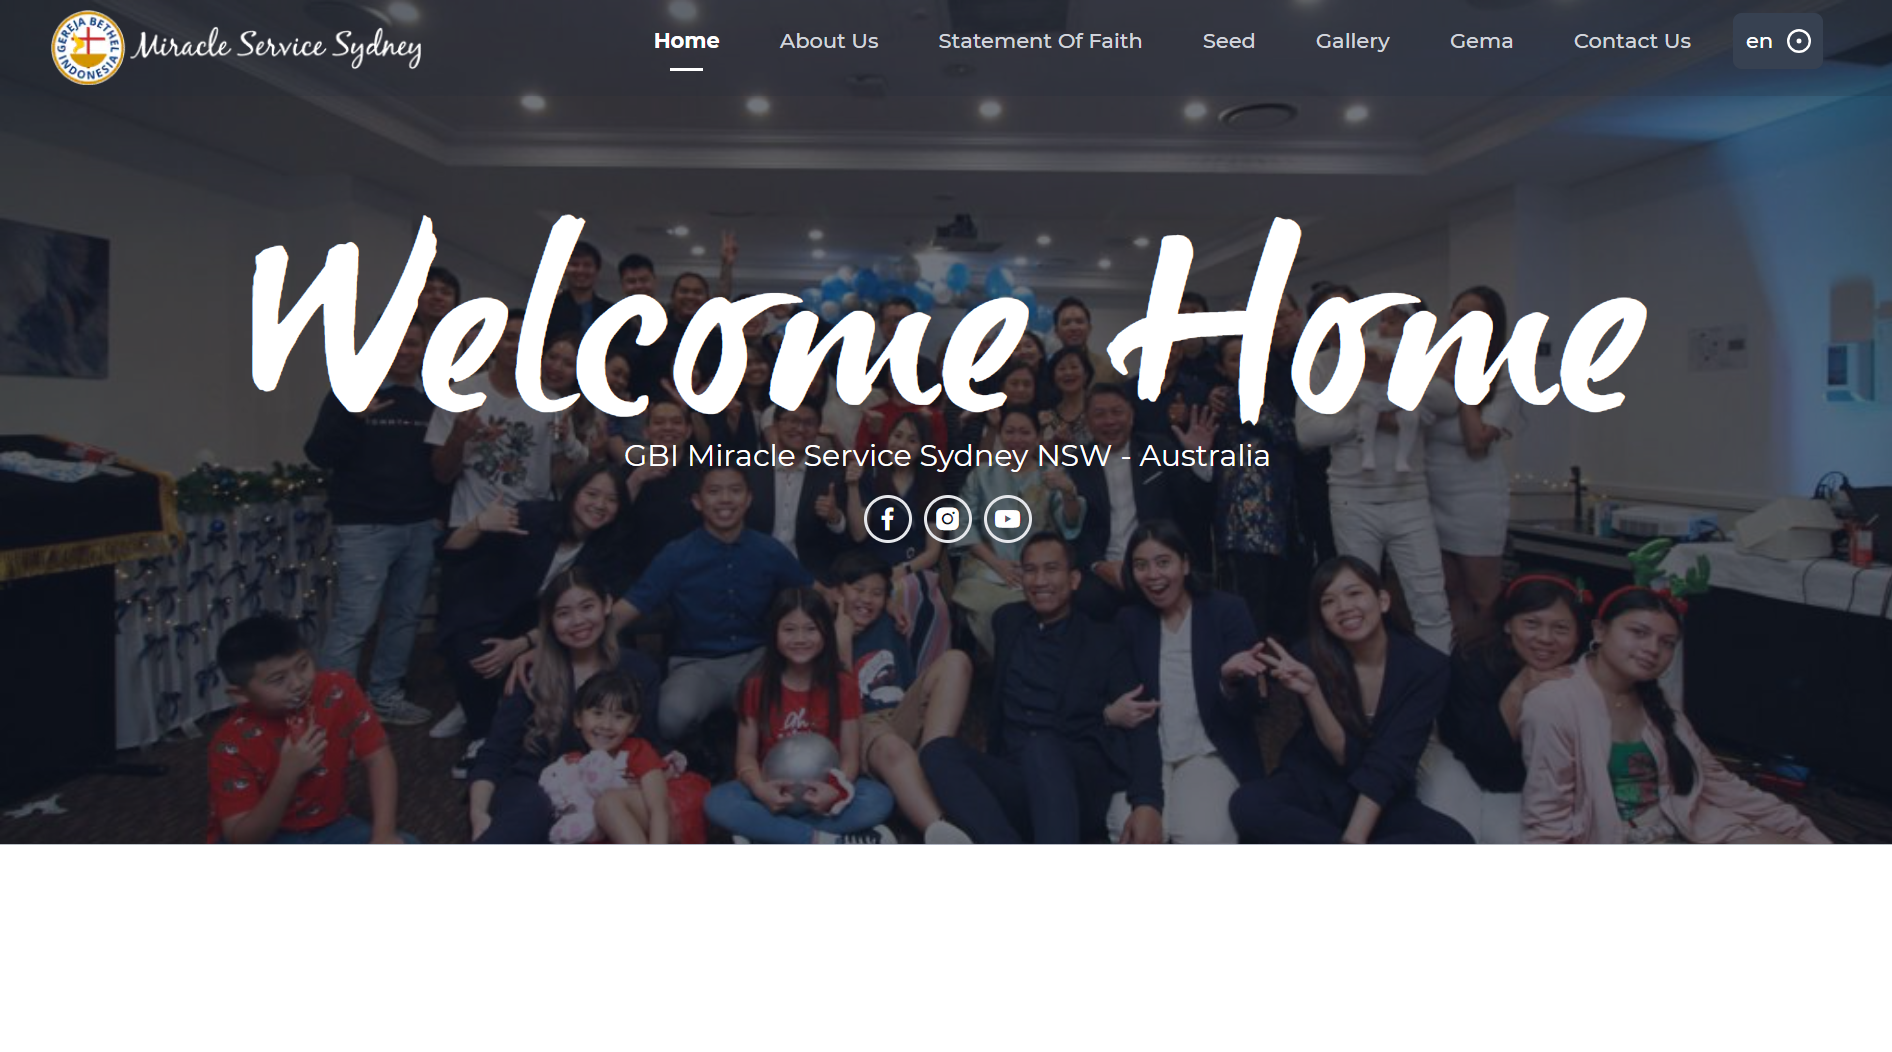 GEREJA BETHEL INDONESIA
Miracle Service Sydney
Home
About Us
Statement Of Faith
Seed
Gallery
Gema
Contact Us
en
Welcome Home
GBI Miracle Service Sydney NSW - Australia